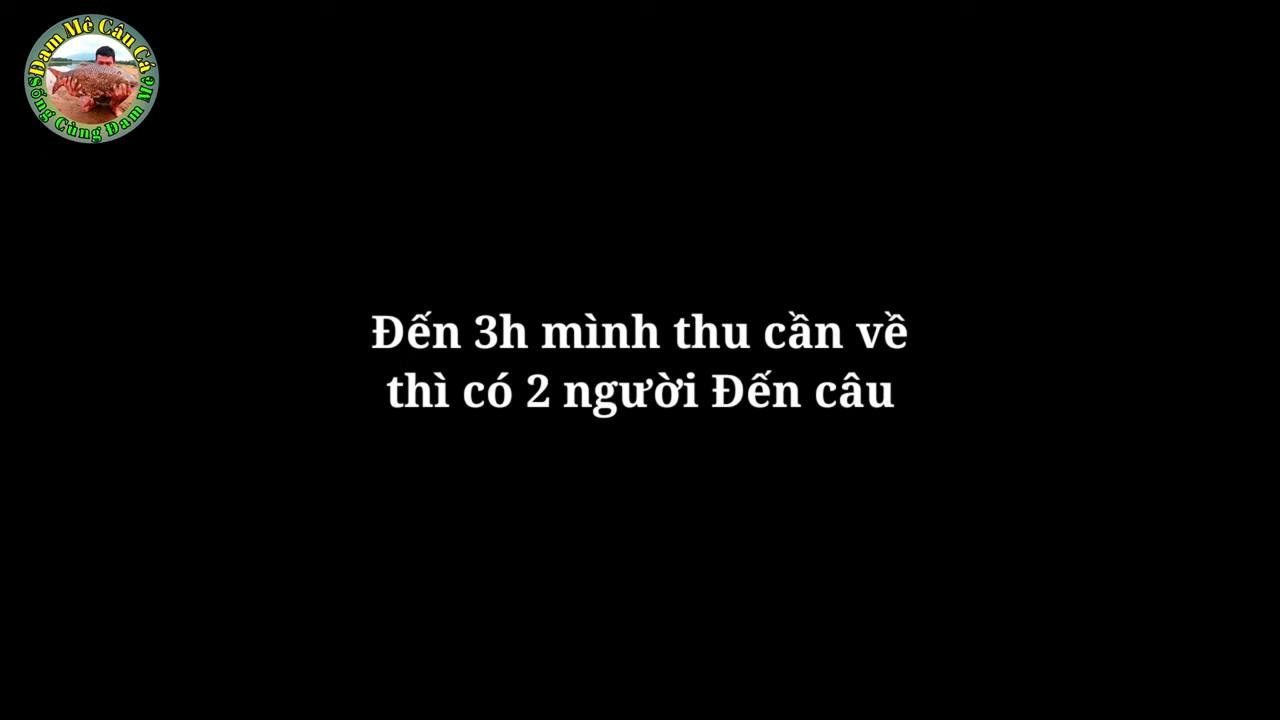 Đam Mê Câu Cá
Sống Cùng Đam Mê
Đến 3h mình thu cần về
thì có 2 người Đến câu